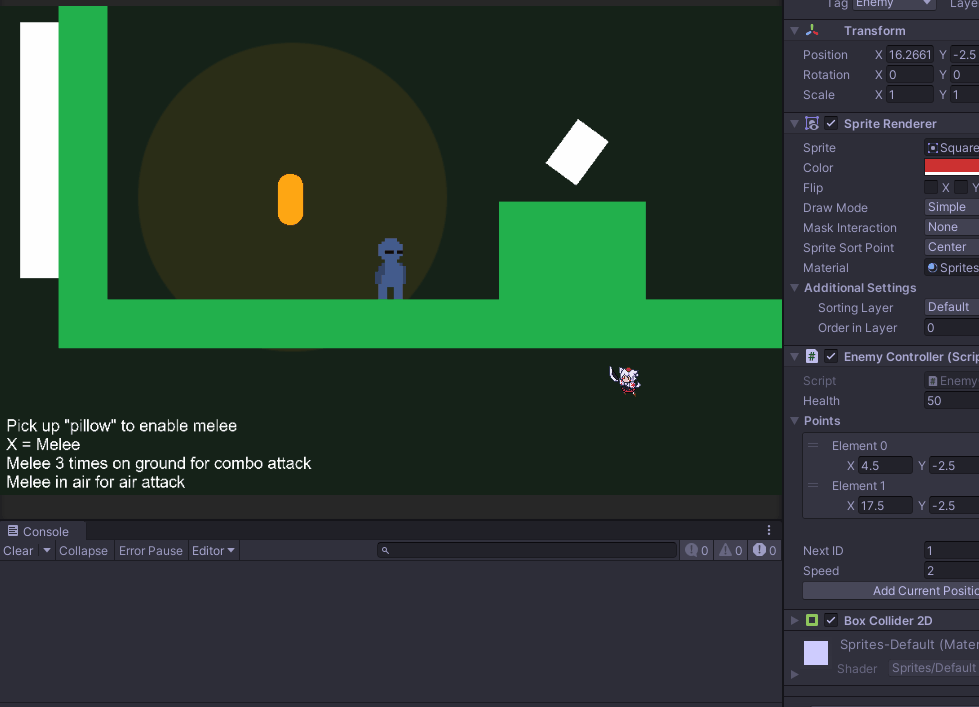 Tag Enemy Laye
Transform
Position X 16.2661 Y -2.5
Rotation X 0 Y 0
Scale X 1 Y 1
Sprite Renderer
Sprite Square
Color
Flip X Y
Draw Mode Simple
Mask Interaction None
Sprite Sort Point Center
Material Sprites
Additional Settings
Sorting Layer Default
Order in Layer 0
# Enemy Controller (Scrip
Script # Enemy
Health 50
Points
Element 0
X 4.5 Y -2.5
Element 1
X 17.5 Y -2.5
Next ID 1
Speed 2
Add Current Positio
Box Collider 2D
Sprites-Default (Mater
Shader Sprites/Default
Pick up "pillow" to enable melee
X = Melee
Melee 3 times on ground for combo attack
Melee in air for air attack
Console
Clear Collapse Error Pause Editor 0 0 0